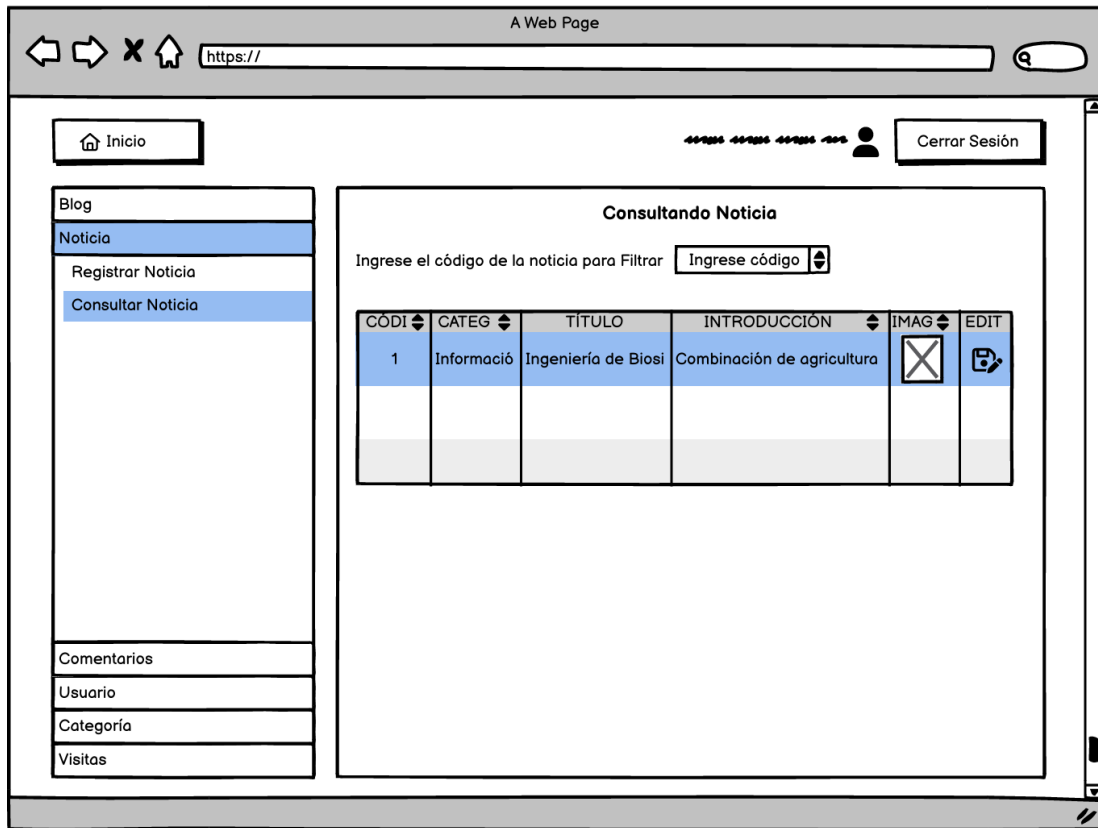 A Web Page
https://
Inicio
Cerrar Sesión
Blog
Noticia
Registrar Noticia
Consultar Noticia
Comentarios
Usuario
Categoría
Visitas
Consultando Noticia
Ingrese el código de la noticia para Filtrar Ingrese código
CÓDI CATEG TÍTULO INTRODUCCIÓN IMAG EDIT
1 Informació Ingeniería de Biosi Combinación de agricultura